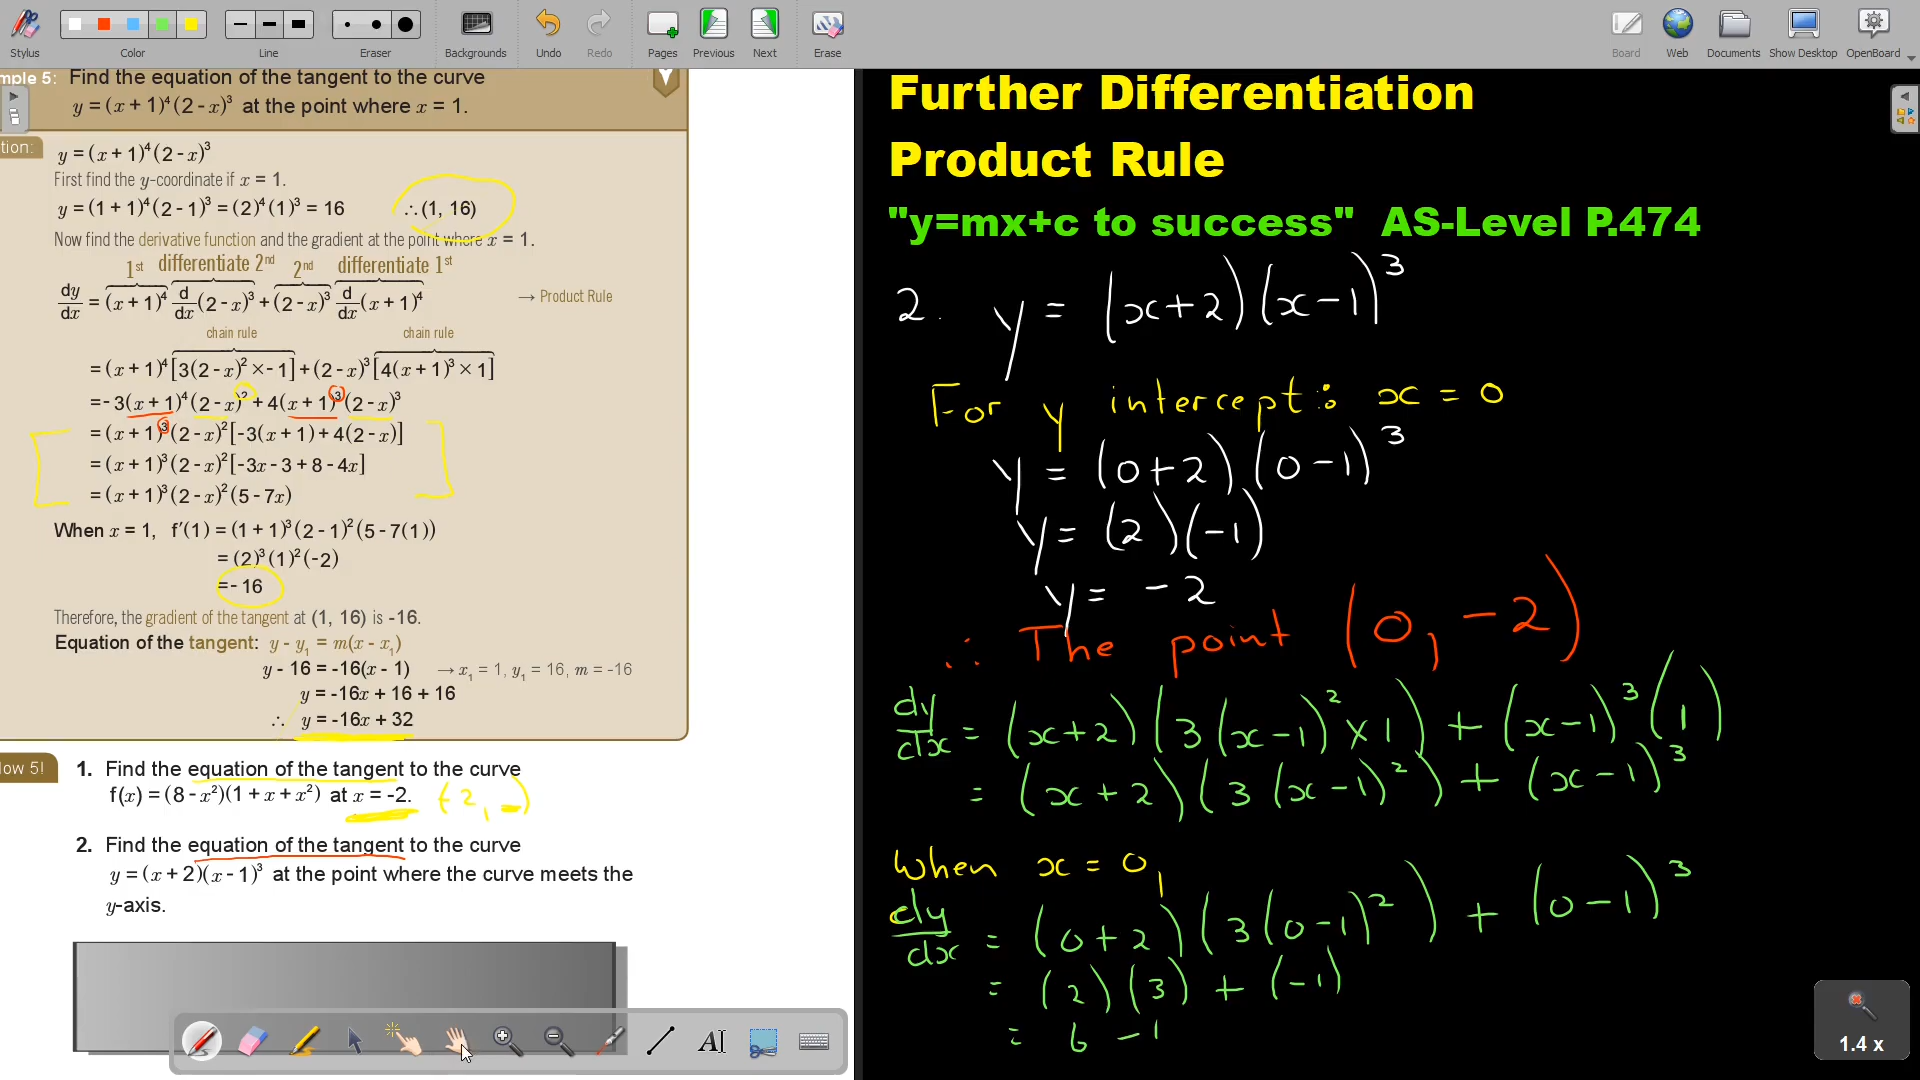 Stylus Color Line Eraser Backgrounds Undo Redo Pages Previous Next Erase Board Web Documents Show Desktop OpenBoard
mple 5: Find the equation of the tangent to the curve
y = (x + 1)⁴(2 - x)³ at the point where x = 1.
tion:
y = (x + 1)⁴(2 - x)³
First find the y-coordinate if x = 1.
y = (1 + 1)⁴(2 - 1)³ = (2)⁴(1)³ = 16 ∴ (1, 16)
Now find the derivative function and the gradient at the point where x = 1.
1st differentiate 2nd 2nd differentiate 1st
dy/dx = (x + 1)⁴ d/dx (2 - x)³ + (2 - x)³ d/dx (x + 1)⁴ → Product Rule
chain rule chain rule
= (x + 1)⁴[3(2 - x)² × - 1] + (2 - x)³[4(x + 1)³ × 1]
= - 3(x + 1)⁴(2 - x)² + 4(x + 1)³(2 - x)³
= (x + 1)³(2 - x)²[-3(x + 1) + 4(2 - x)]
= (x + 1)³(2 - x)²[-3x - 3 + 8 - 4x]
= (x + 1)³(2 - x)²(5 - 7x)
When x = 1, f′(1) = (1 + 1)³(2 - 1)²(5 - 7(1))
= (2)³(1)²(-2)
= - 16
Therefore, the gradient of the tangent at (1, 16) is -16.
Equation of the tangent: y - y₁ = m(x - x₁)
y - 16 = -16(x - 1) → x₁ = 1, y₁ = 16, m = -16
y = -16x + 16 + 16
∴ y = -16x + 32
low 5!
1. Find the equation of the tangent to the curve
f(x) = (8 - x²)(1 + x + x²) at x = -2. (-2, _)
2. Find the equation of the tangent to the curve
y = (x + 2)(x - 1)³ at the point where the curve meets the
y-axis.
Further Differentiation
Product Rule
"y=mx+c to success" AS-Level P.474
2. y = (x+2)(x-1)³
For y intercept: x = 0
y = (0+2)(0-1)³
y = (2)(-1)
y = -2
∴ The point (0, -2)
dy/dx = (x+2)(3(x-1)² × 1) + (x-1)³(1)
= (x+2)(3(x-1)²) + (x-1)³
When x = 0,
dy/dx = (0+2)(3(0-1)²) + (0-1)³
= (2)(3) + (-1)
= 6 - 1
AI
1.4 x